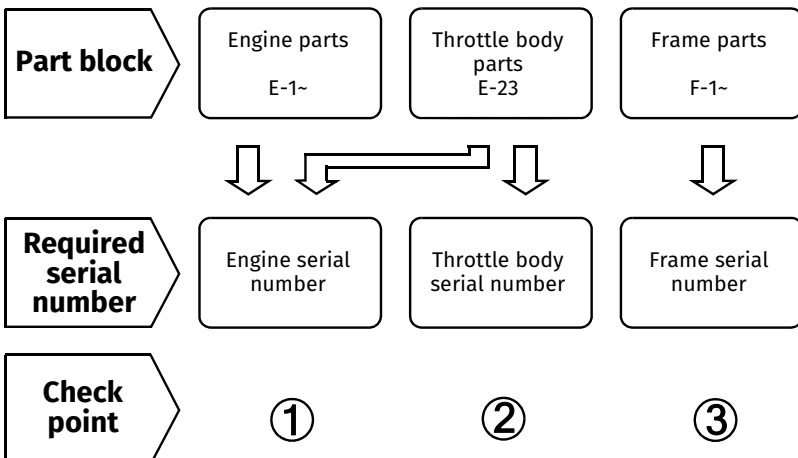 Part block
Engine parts
E-1~
Throttle body
parts
E-23
Frame parts
F-1~
Required
serial
number
Engine serial
number
Throttle body
serial number
Frame serial
number
Check
point
①
②
③